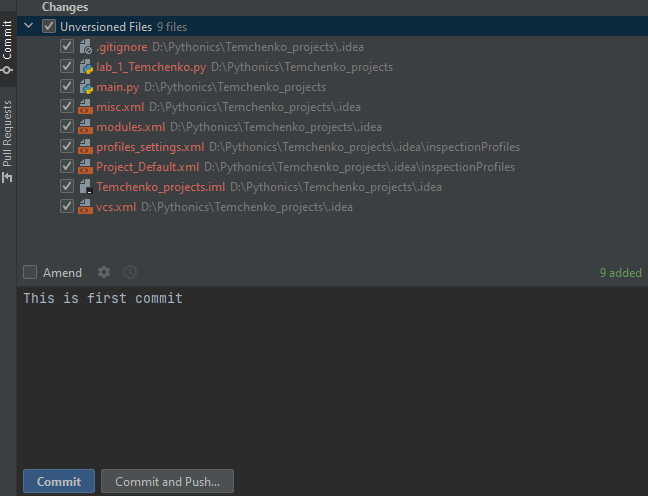 Changes
Commit
Pull Requests
Unversioned Files 9 files
.gitignore D:\Pythonics\Temchenko_projects\.idea
lab_1_Temchenko.py D:\Pythonics\Temchenko_projects
main.py D:\Pythonics\Temchenko_projects
misc.xml D:\Pythonics\Temchenko_projects\.idea
modules.xml D:\Pythonics\Temchenko_projects\.idea
profiles_settings.xml D:\Pythonics\Temchenko_projects\.idea\inspectionProfiles
Project_Default.xml D:\Pythonics\Temchenko_projects\.idea\inspectionProfiles
Temchenko_projects.iml D:\Pythonics\Temchenko_projects\.idea
vcs.xml D:\Pythonics\Temchenko_projects\.idea
Amend 9 added
This is first commit
Commit Commit and Push...